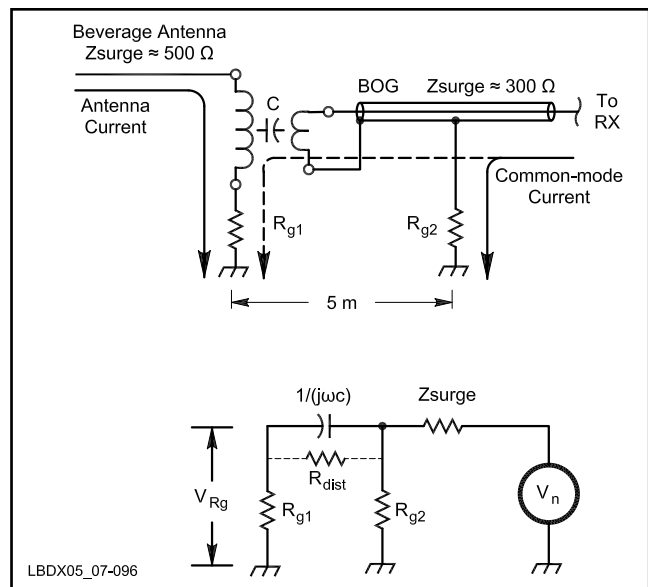 Beverage Antenna
Zsurge ≈ 500 Ω
Antenna
Current
C
BOG
Zsurge ≈ 300 Ω
To
RX
Common-mode
Current
Rg1
Rg2
5 m
1/(jωc)
Zsurge
Rdist
VRg
Rg1
Rg2
Vn
LBDX05_07-096